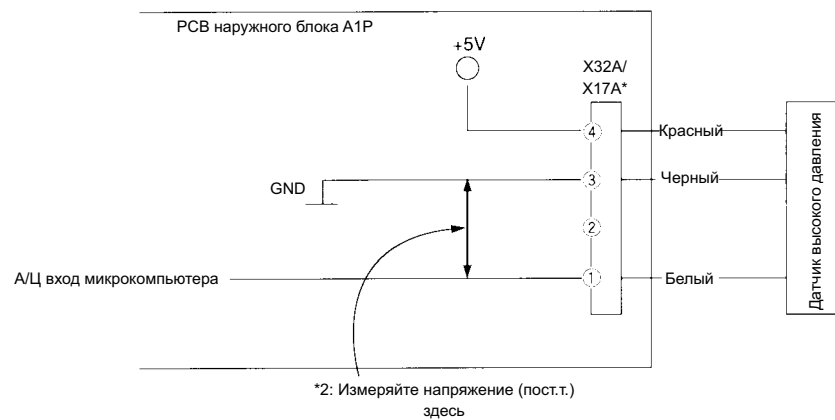 PCB наружного блока A1P
+5V
X32A/
X17A*
4
Красный
GND
3
Черный
2
А/Ц вход микрокомпьютера
1
Белый
Датчик высокого давления
*2: Измеряйте напряжение (пост.т.)
здесь